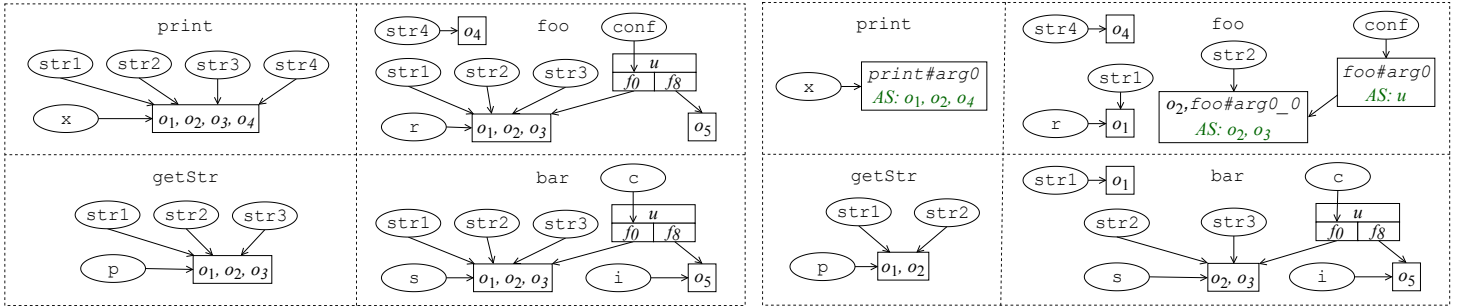 print
str1 str2 str3 str4
x
o1, o2, o3, o4
foo
conf
str4 o4
u
f0 f8
str1 str2 str3
r
o1, o2, o3
o5
getStr
str1 str2 str3
p
o1, o2, o3
bar
c
u
f0 f8
str1 str2 str3
s
o1, o2, o3
i
o5
print
x
print#arg0
AS: o1, o2, o4
foo
conf
str4 o4
str2
str1
foo#arg0
AS: u
r
o1
o2,foo#arg0_0
AS: o2, o3
getStr
str1 str2
p
o1, o2
bar
c
str1 o1
u
f0 f8
str2 str3
s
o2, o3
i
o5